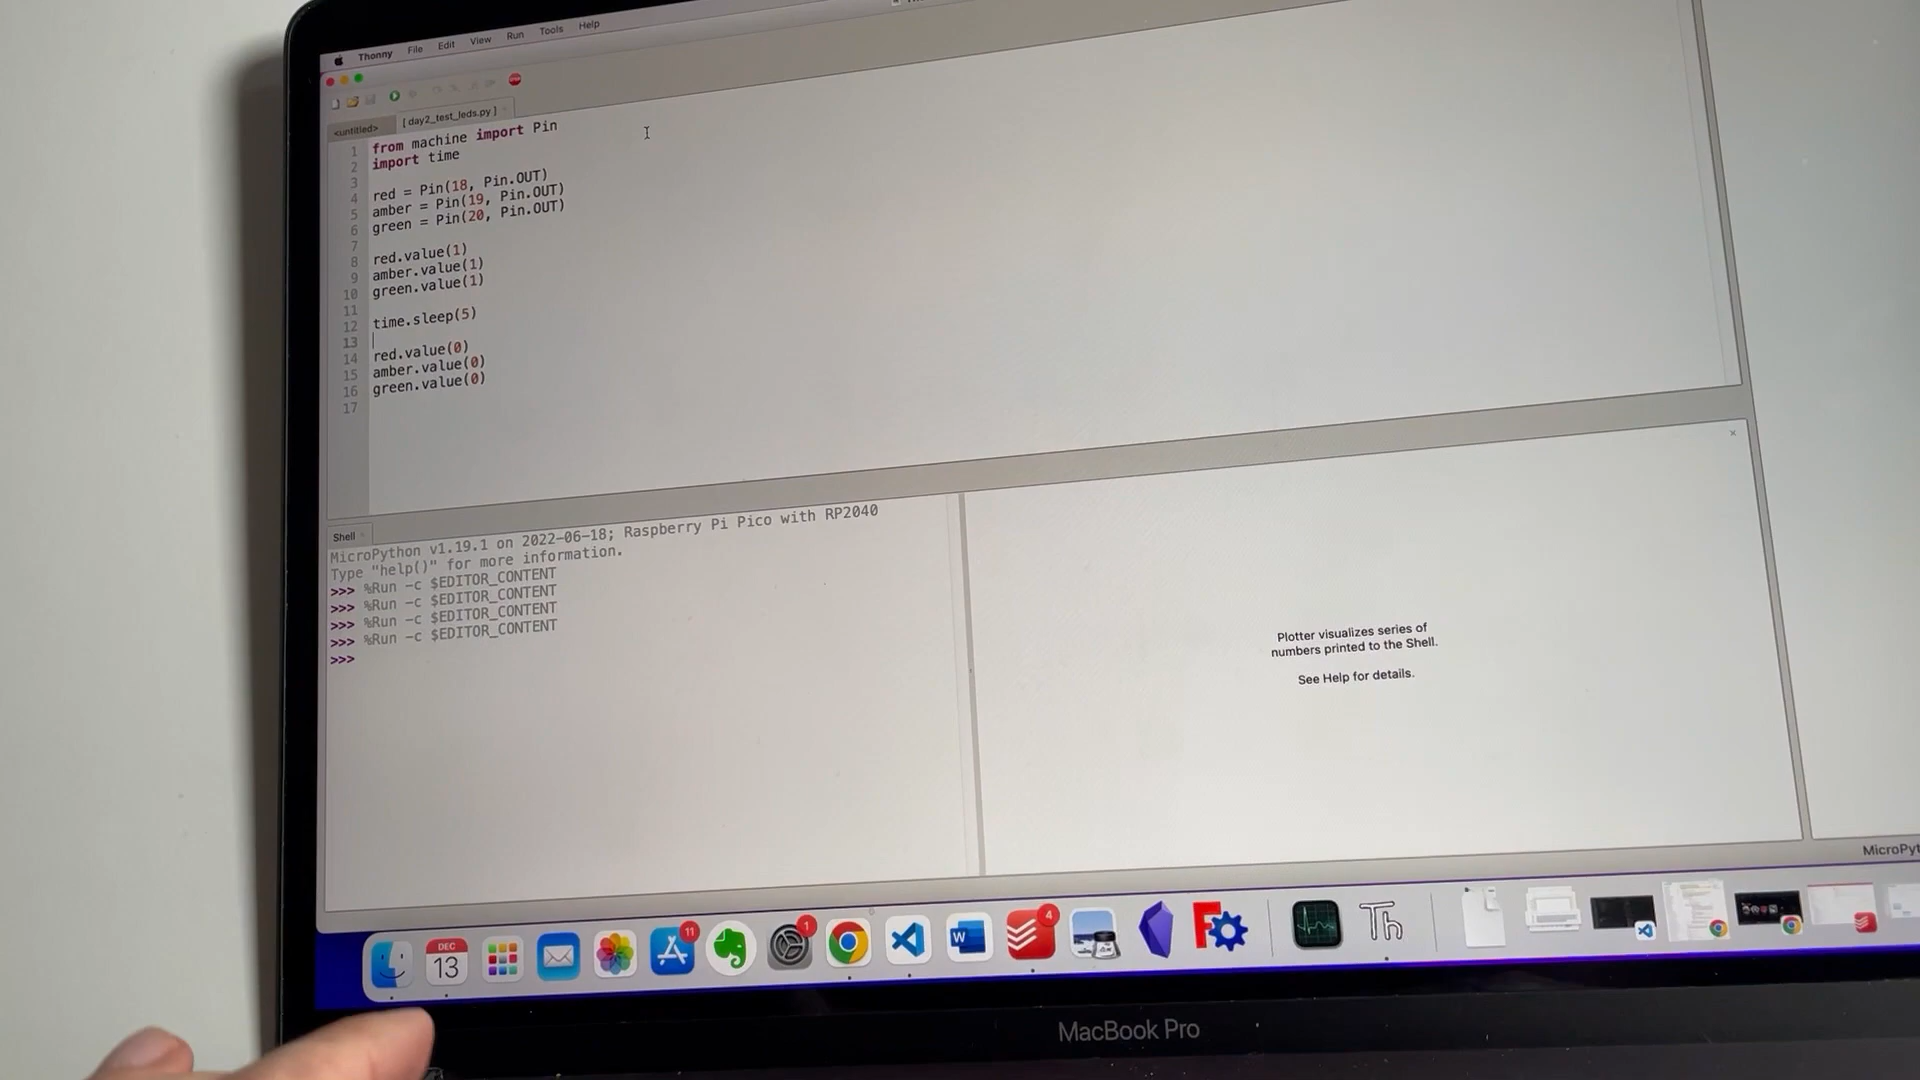 Thonny File Edit View Run Tools Help
<untitled> [ day2_test_leds.py ]
1 from machine import Pin
2 import time
3
4 red = Pin(18, Pin.OUT)
5 amber = Pin(19, Pin.OUT)
6 green = Pin(20, Pin.OUT)
7
8 red.value(1)
9 amber.value(1)
10 green.value(1)
11
12 time.sleep(5)
13
14 red.value(0)
15 amber.value(0)
16 green.value(0)
17
Shell
MicroPython v1.19.1 on 2022-06-18; Raspberry Pi Pico with RP2040
Type "help()" for more information.
>>> %Run -c $EDITOR_CONTENT
>>> %Run -c $EDITOR_CONTENT
>>> %Run -c $EDITOR_CONTENT
>>> %Run -c $EDITOR_CONTENT
>>>
Plotter visualizes series of
numbers printed to the Shell.
See Help for details.
MicroPyt
DEC
13
11
1
W
4
Th
MacBook Pro